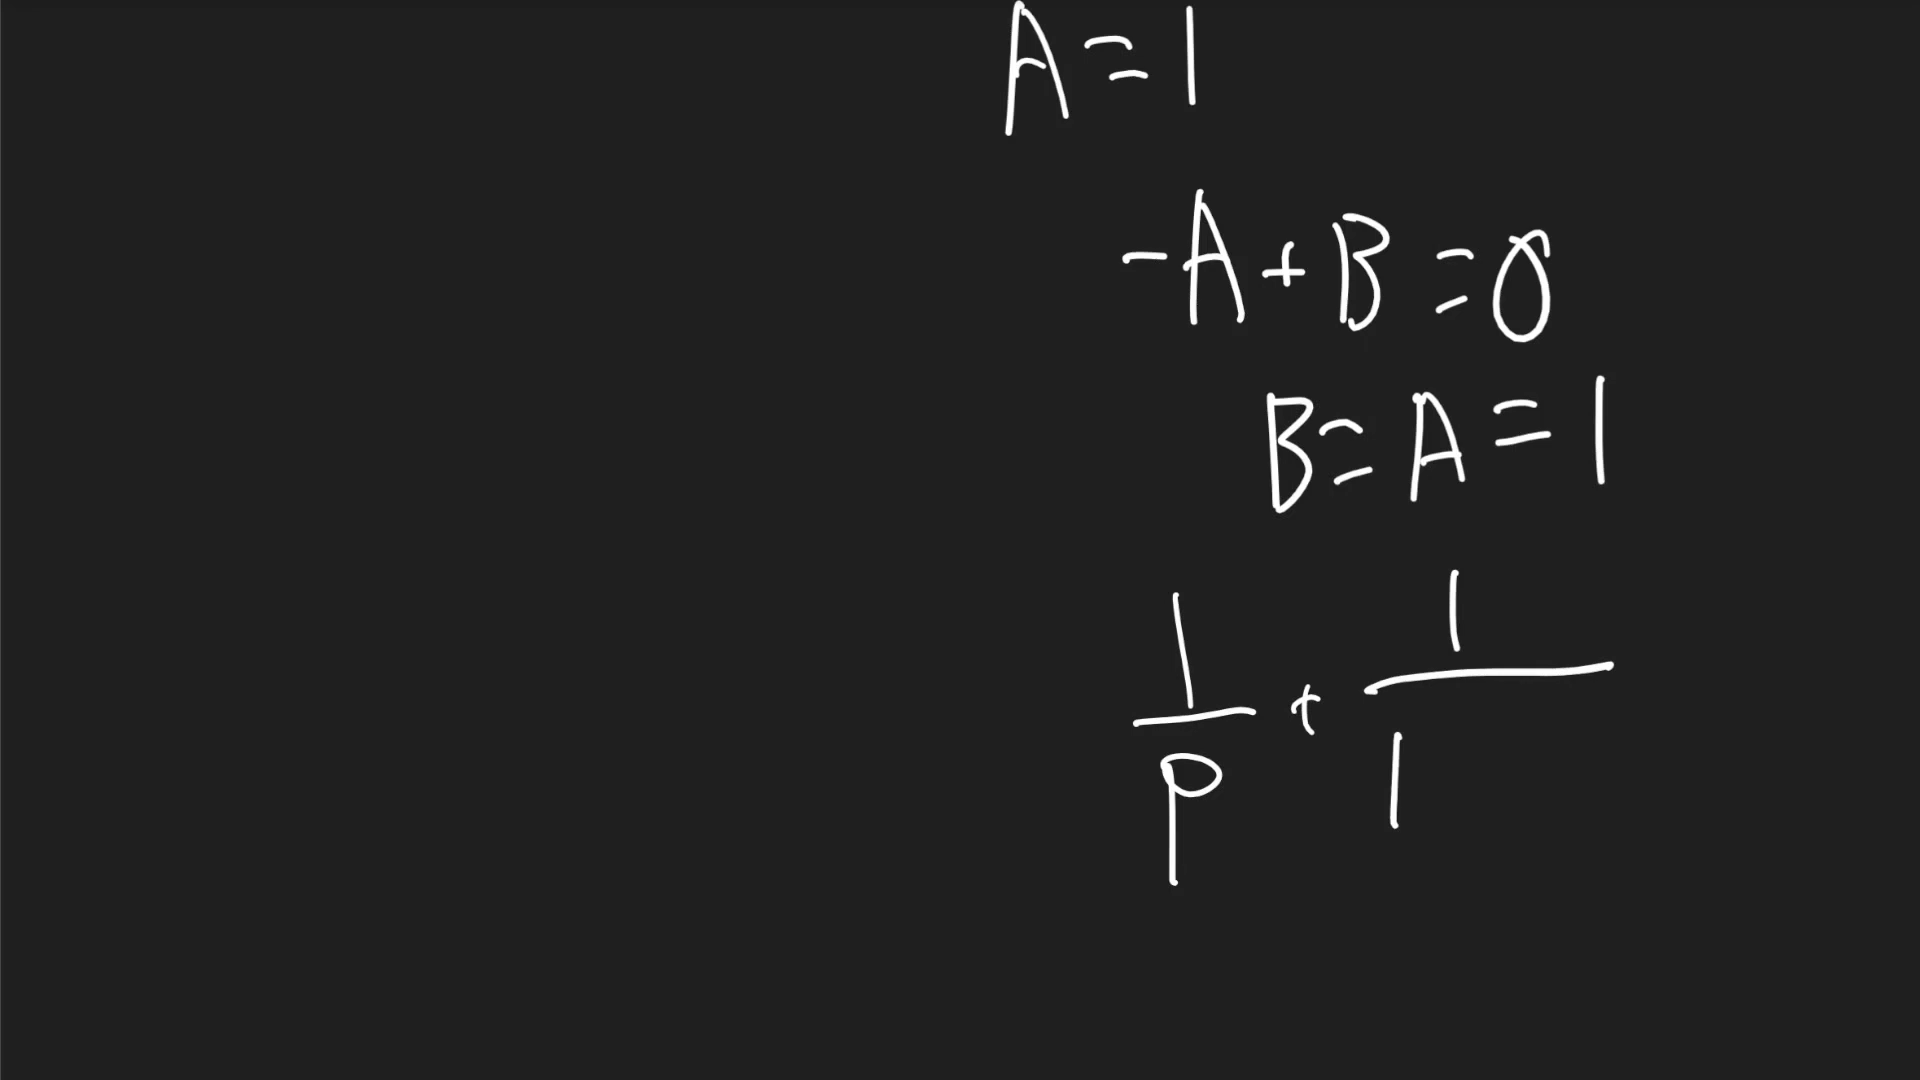 A = 1
-A + B = 0
B = A = 1
1/p + 1/1